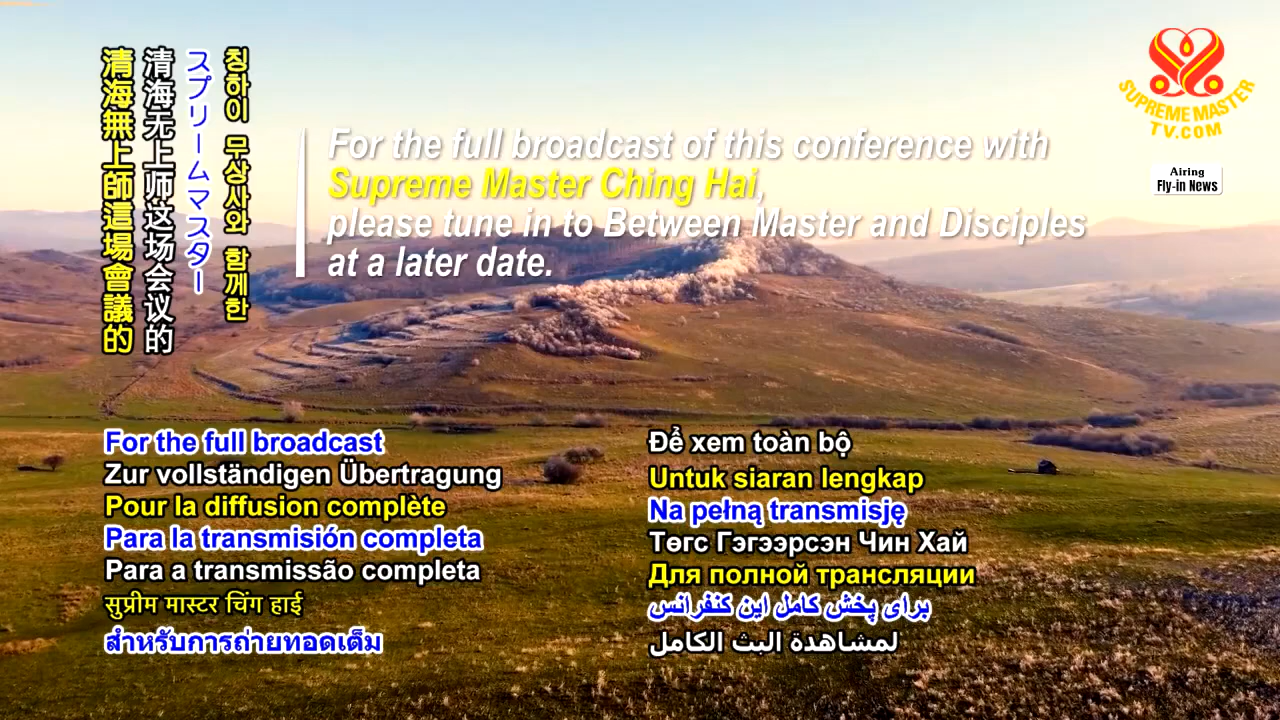 清海無上師這場會議的
清海无上师这场会议的
スプリームマスター
칭하이 무상사와 함께한
For the full broadcast of this conference with
Supreme Master Ching Hai,
please tune in to Between Master and Disciples
at a later date.
SUPREME MASTER
TV.COM
Airing
Fly-in News
For the full broadcast
Zur vollständigen Übertragung
Pour la diffusion complète
Para la transmisión completa
Para a transmissão completa
सुप्रीम मास्टर चिंग हाई
สำหรับการถ่ายทอดเต็ม
Để xem toàn bộ
Untuk siaran lengkap
Na pełną transmisję
Төгс Гэгээрсэн Чин Хай
Для полной трансляции
برای پخش کامل این کنفرانس
لمشاهدة البث الكامل